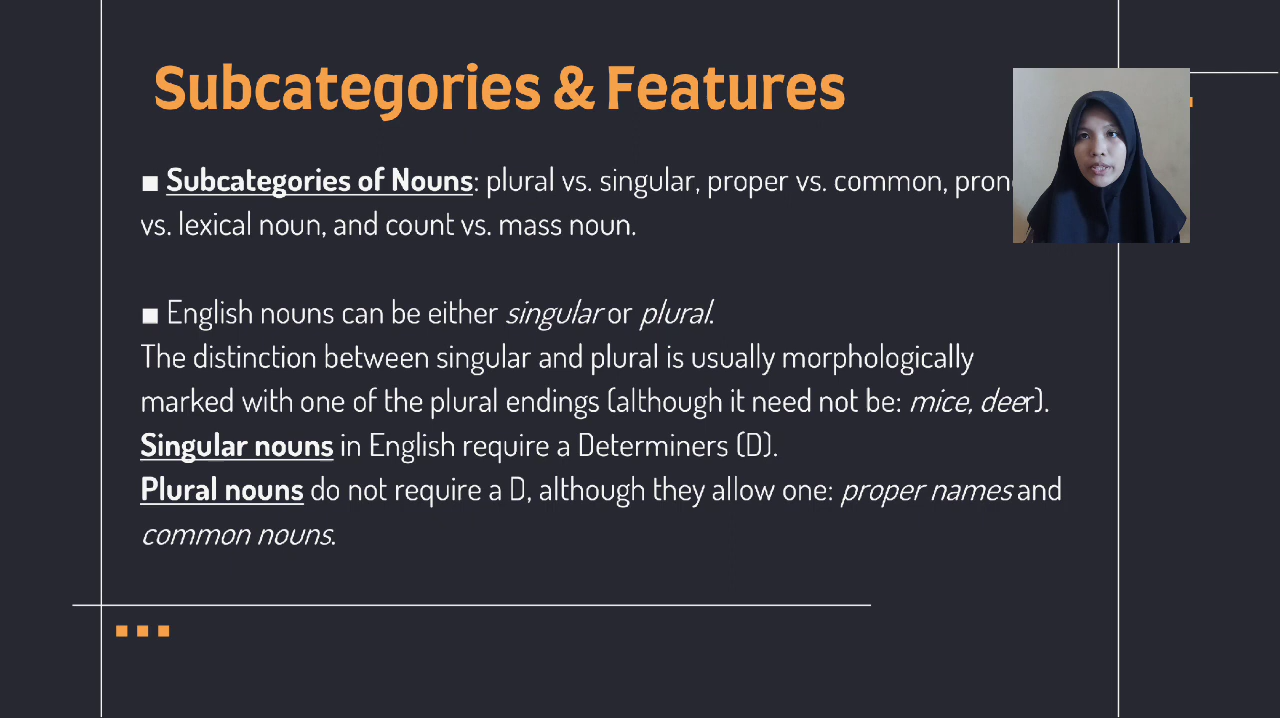 Subcategories & Features
■ Subcategories of Nouns: plural vs. singular, proper vs. common,
vs. lexical noun, and count vs. mass noun.
■ English nouns can be either singular or plural.
The distinction between singular and plural is usually morphologically
marked with one of the plural endings (although it need not be: mice, deer).
Singular nouns in English require a Determiners (D).
Plural nouns do not require a D, although they allow one: proper names and
common nouns.